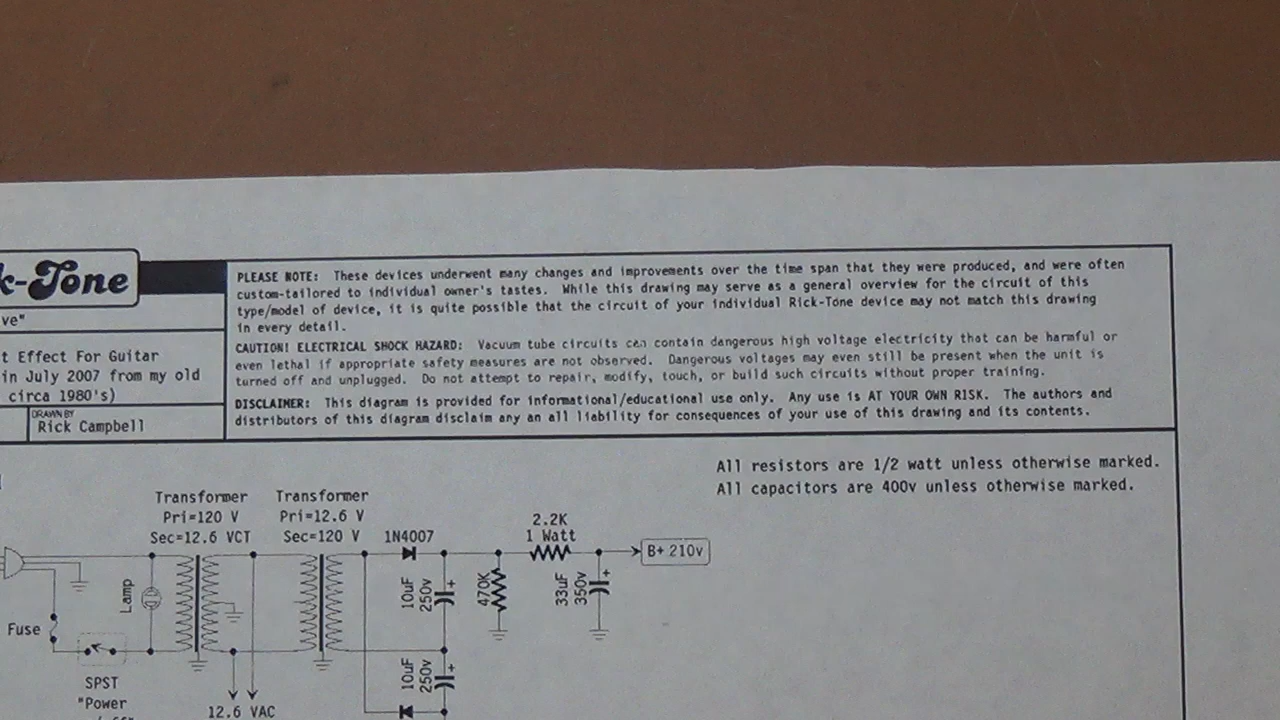 k-Tone
ve"
t Effect For Guitar
in July 2007 from my old
circa 1980's)
DRAWN BY
Rick Campbell
PLEASE NOTE: These devices underwent many changes and improvements over the time span that they were produced, and were often
custom-tailored to individual owner's tastes. While this drawing may serve as a general overview for the circuit of this
type/model of device, it is quite possible that the circuit of your individual Rick-Tone device may not match this drawing
in every detail.
CAUTION! ELECTRICAL SHOCK HAZARD: Vacuum tube circuits can contain dangerous high voltage electricity that can be harmful or
even lethal if appropriate safety measures are not observed. Dangerous voltages may even still be present when the unit is
turned off and unplugged. Do not attempt to repair, modify, touch, or build such circuits without proper training.
DISCLAIMER: This diagram is provided for informational/educational use only. Any use is AT YOUR OWN RISK. The authors and
distributors of this diagram disclaim any an all liability for consequences of your use of this drawing and its contents.
All resistors are 1/2 watt unless otherwise marked.
All capacitors are 400v unless otherwise marked.
Transformer
Pri=120 V
Sec=12.6 VCT
Transformer
Pri=12.6 V
Sec=120 V
1N4007
2.2K
1 Watt
B+ 210v
Lamp
10uF
250v
+
470K
33uF
350v
+
Fuse
SPST
"Power
10uF
250v
+
12.6 VAC